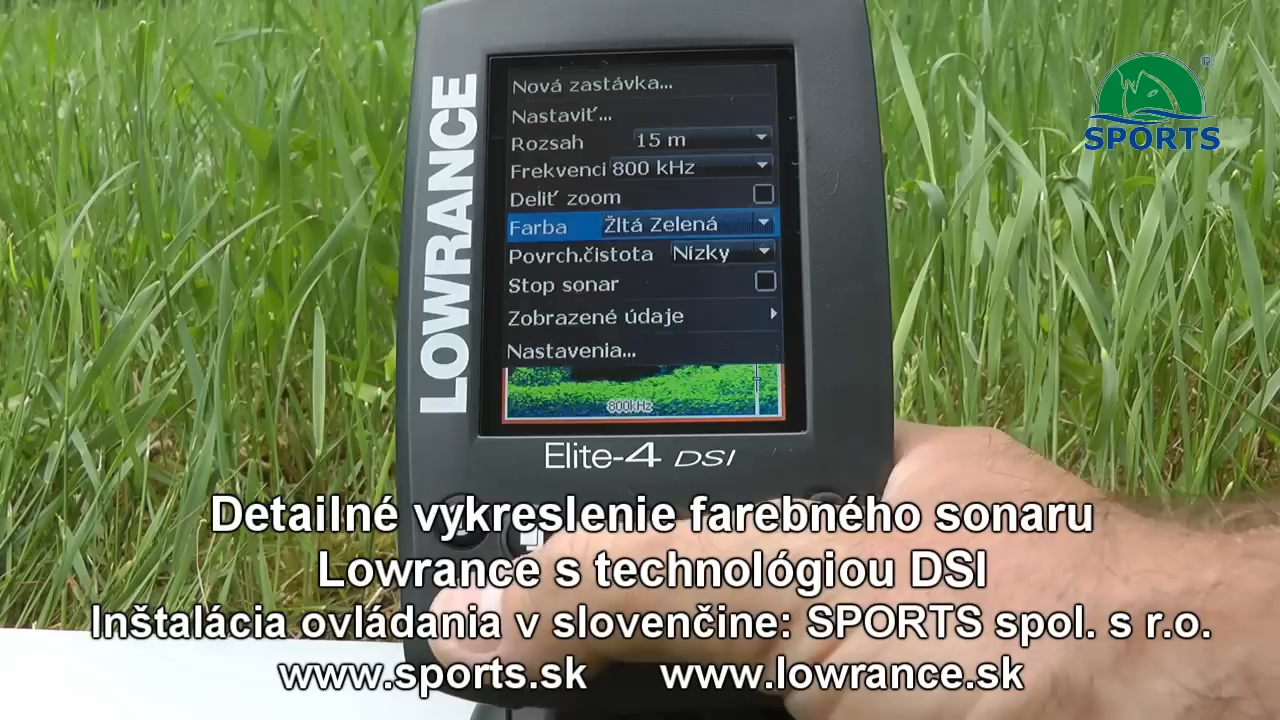 LOWRANCE
Nová zastávka...
Nastaviť...
Rozsah 15 m
Frekvenci 800 kHz
Deliť zoom
Farba Žltá Zelená
Povrch.čistota Nízky
Stop sonar
Zobrazené údaje
Nastavenia...
800kHz
Elite-4 DSI
®
SPORTS
Detailné vykreslenie farebného sonaru
Lowrance s technológiou DSI
Inštalácia ovládania v slovenčine: SPORTS spol. s r.o.
www.sports.sk www.lowrance.sk